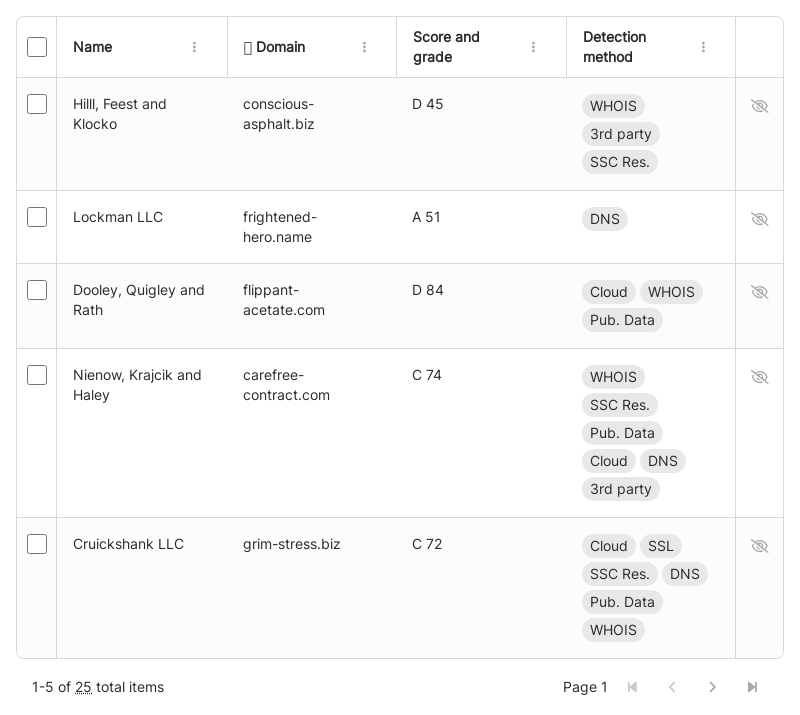 Name
Domain
Score and
grade
Detection
method
Hilll, Feest and
Klocko
conscious-
asphalt.biz
D 45
WHOIS
3rd party
SSC Res.
Lockman LLC
frightened-
hero.name
A 51
DNS
Dooley, Quigley and
Rath
flippant-
acetate.com
D 84
Cloud WHOIS
Pub. Data
Nienow, Krajcik and
Haley
carefree-
contract.com
C 74
WHOIS
SSC Res.
Pub. Data
Cloud DNS
3rd party
Cruickshank LLC
grim-stress.biz
C 72
Cloud SSL
SSC Res. DNS
Pub. Data
WHOIS
1-5 of 25 total items
Page 1